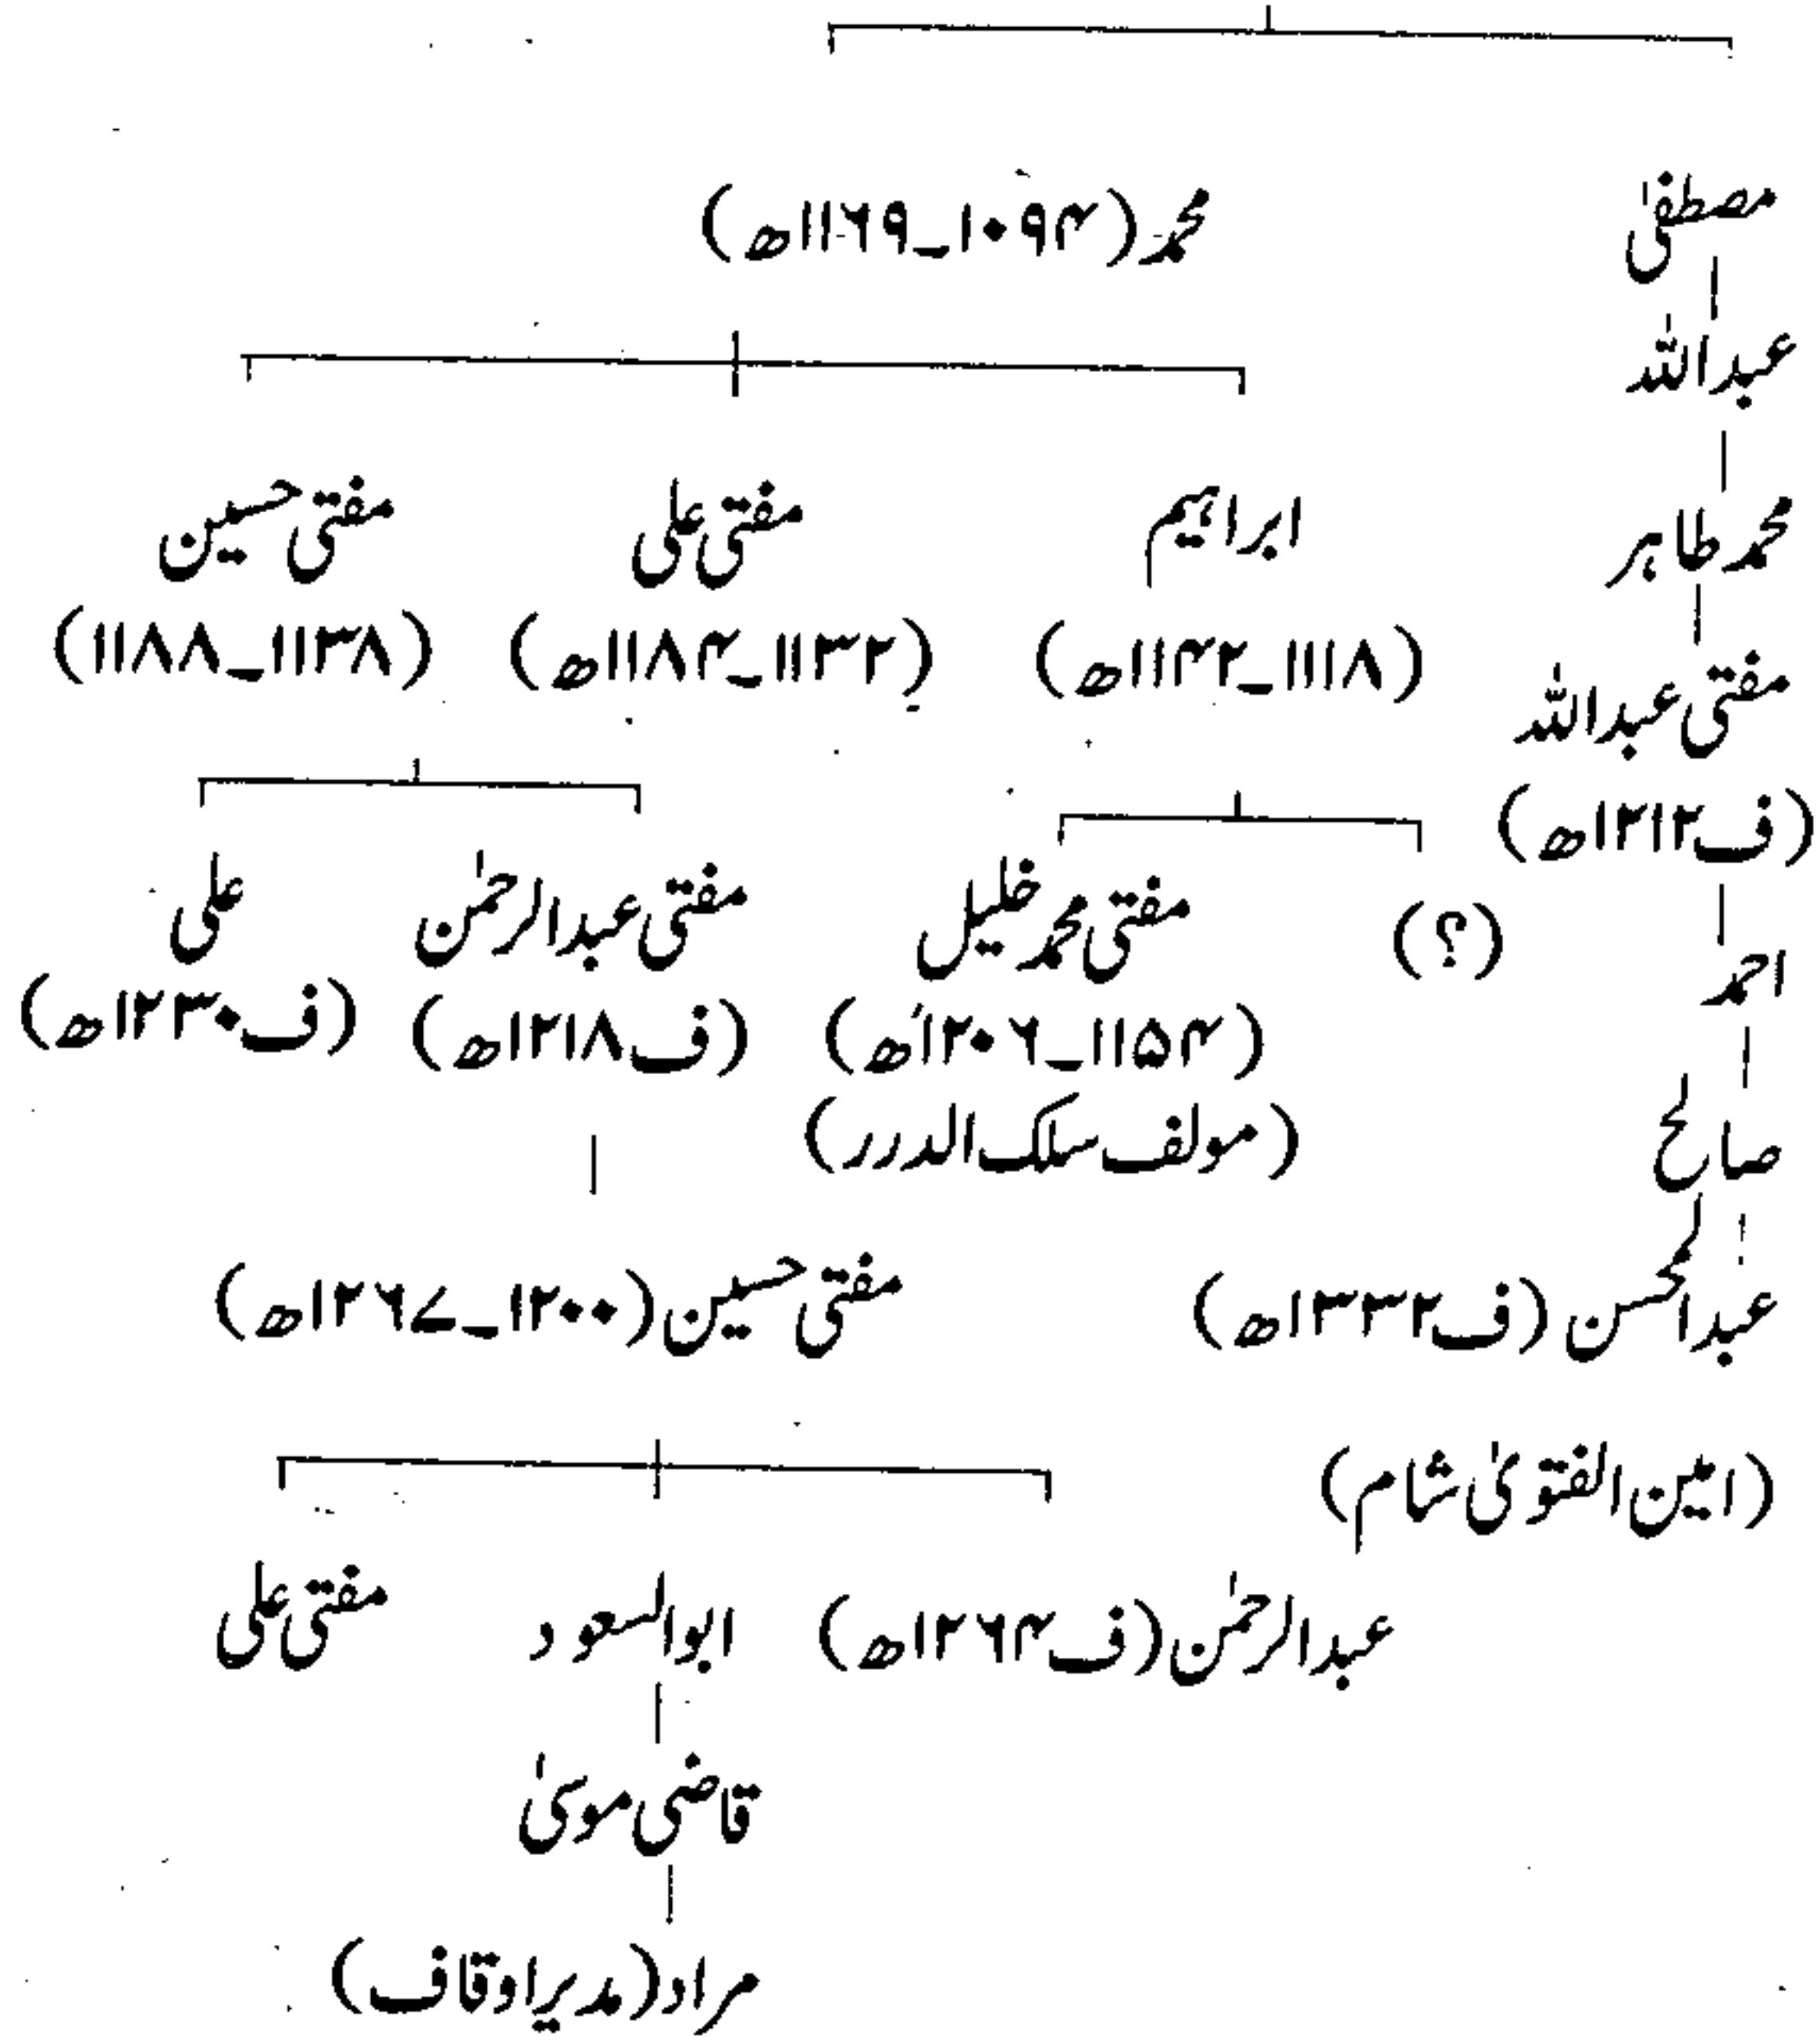 مصطفیٰ
محمد (۱۰۹۴_۱۱۶۹ھ)
عبداللہ
محمد طاہر
ابراہیم
مفتی علی
مفتی حسین
(۱۱۱۸_۱۱۴۲ھ)
(۱۱۳۲_۱۱۸۴ھ)
(۱۱۳۸_۱۱۸۸)
مفتی عبداللہ
(ف۱۲۱۲ھ)
(؟)
مفتی محمد خلیل
مفتی عبدالرحمٰن
علی
احمد
(۱۱۵۴_۱۲۰۶ھ)
(ف۱۲۱۸ھ)
(ف۱۲۳۰ھ)
صالح
(مولف سلک الدرر)
عبدالمحسن (ف۱۳۳۲ھ)
مفتی حسین (۱۲۰۰_۱۲۶۷ھ)
(امین الفتویٰ شام)
عبدالرحمٰن (ف۱۲۶۴ھ)
ابوالسعود
مفتی علی
قاضی موسیٰ
مراد (مدیر اوقاف)